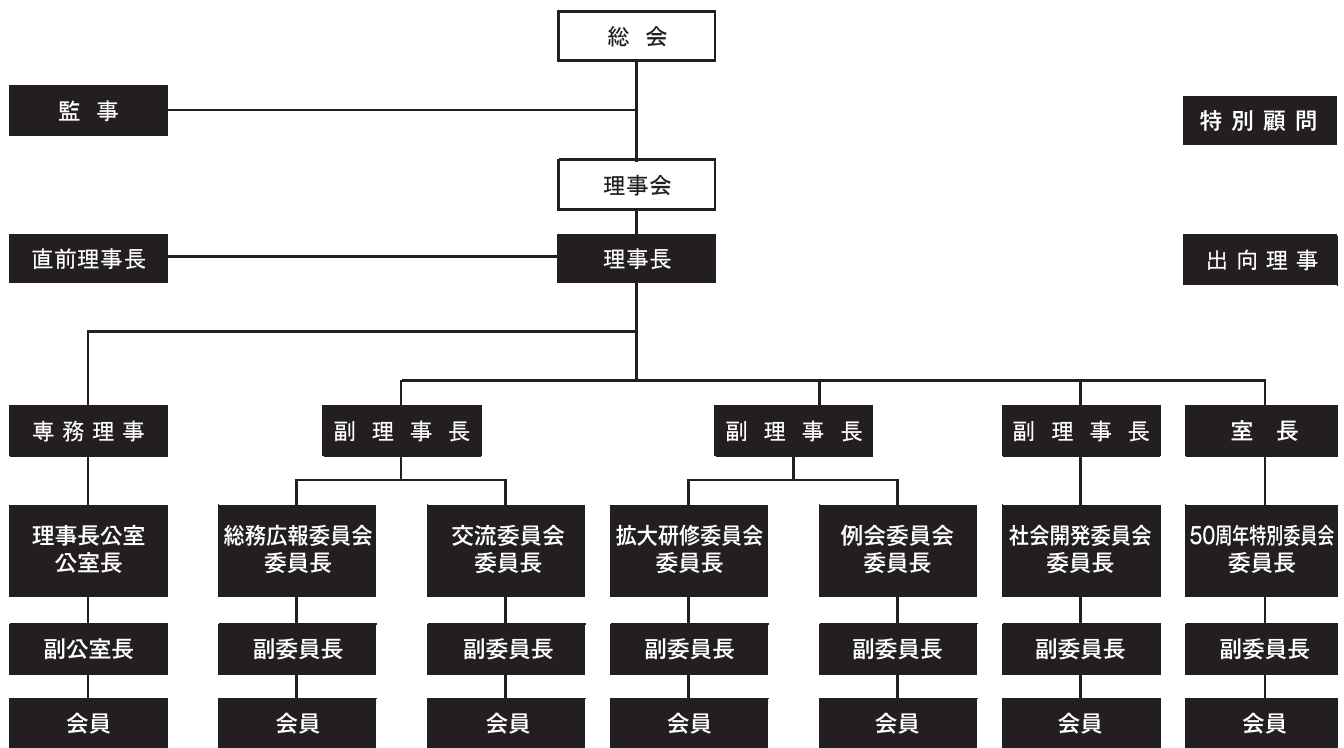 総 会
監 事
特 別 顧 問
理事会
直前理事長
理事長
出 向 理 事
専 務 理 事
副 理 事 長
副 理 事 長
副 理 事 長
室 長
理事長公室
公室長
総務広報委員会
委員長
交流委員会
委員長
拡大研修委員会
委員長
例会委員会
委員長
社会開発委員会
委員長
50周年特別委員会
委員長
副公室長
副委員長
副委員長
副委員長
副委員長
副委員長
副委員長
会員
会員
会員
会員
会員
会員
会員